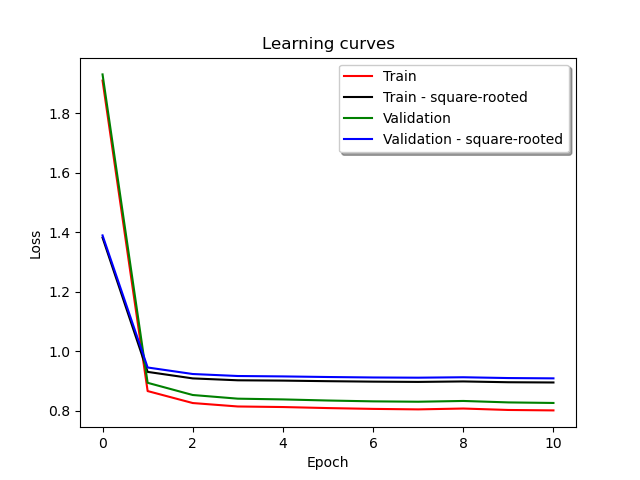 Learning curves
Train
Train - square-rooted
Validation
Validation - square-rooted
1.8
1.6
1.4
1.2
1.0
0.8
Loss
0 2 4 6 8 10
Epoch